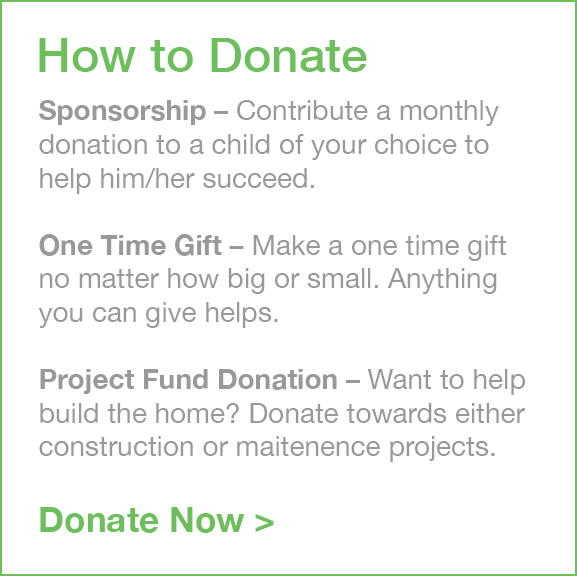 How to Donate
Sponsorship – Contribute a monthly
donation to a child of your choice to
help him/her succeed.
One Time Gift – Make a one time gift
no matter how big or small. Anything
you can give helps.
Project Fund Donation – Want to help
build the home? Donate towards either
construction or maitenence projects.
Donate Now >